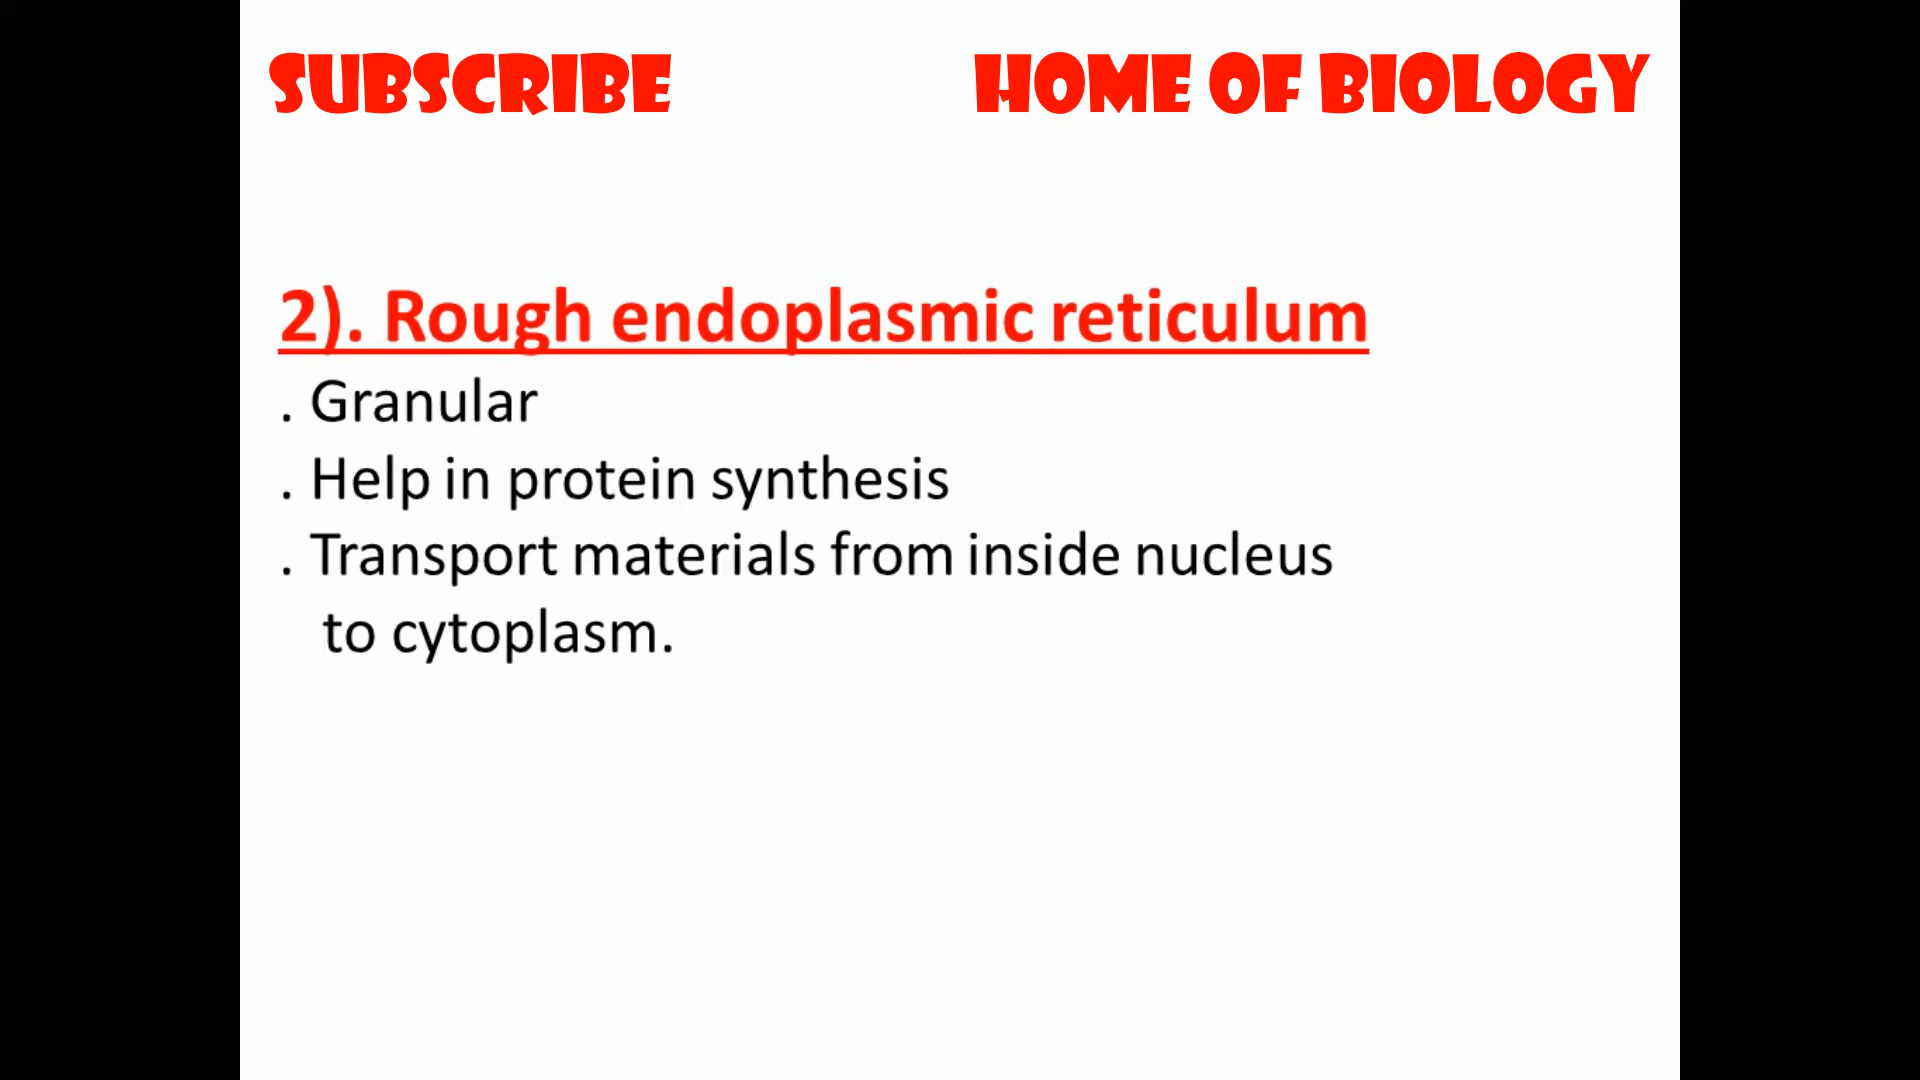 SUBSCRIBE HOME OF BIOLOGY
2). Rough endoplasmic reticulum
. Granular
. Help in protein synthesis
. Transport materials from inside nucleus
to cytoplasm.